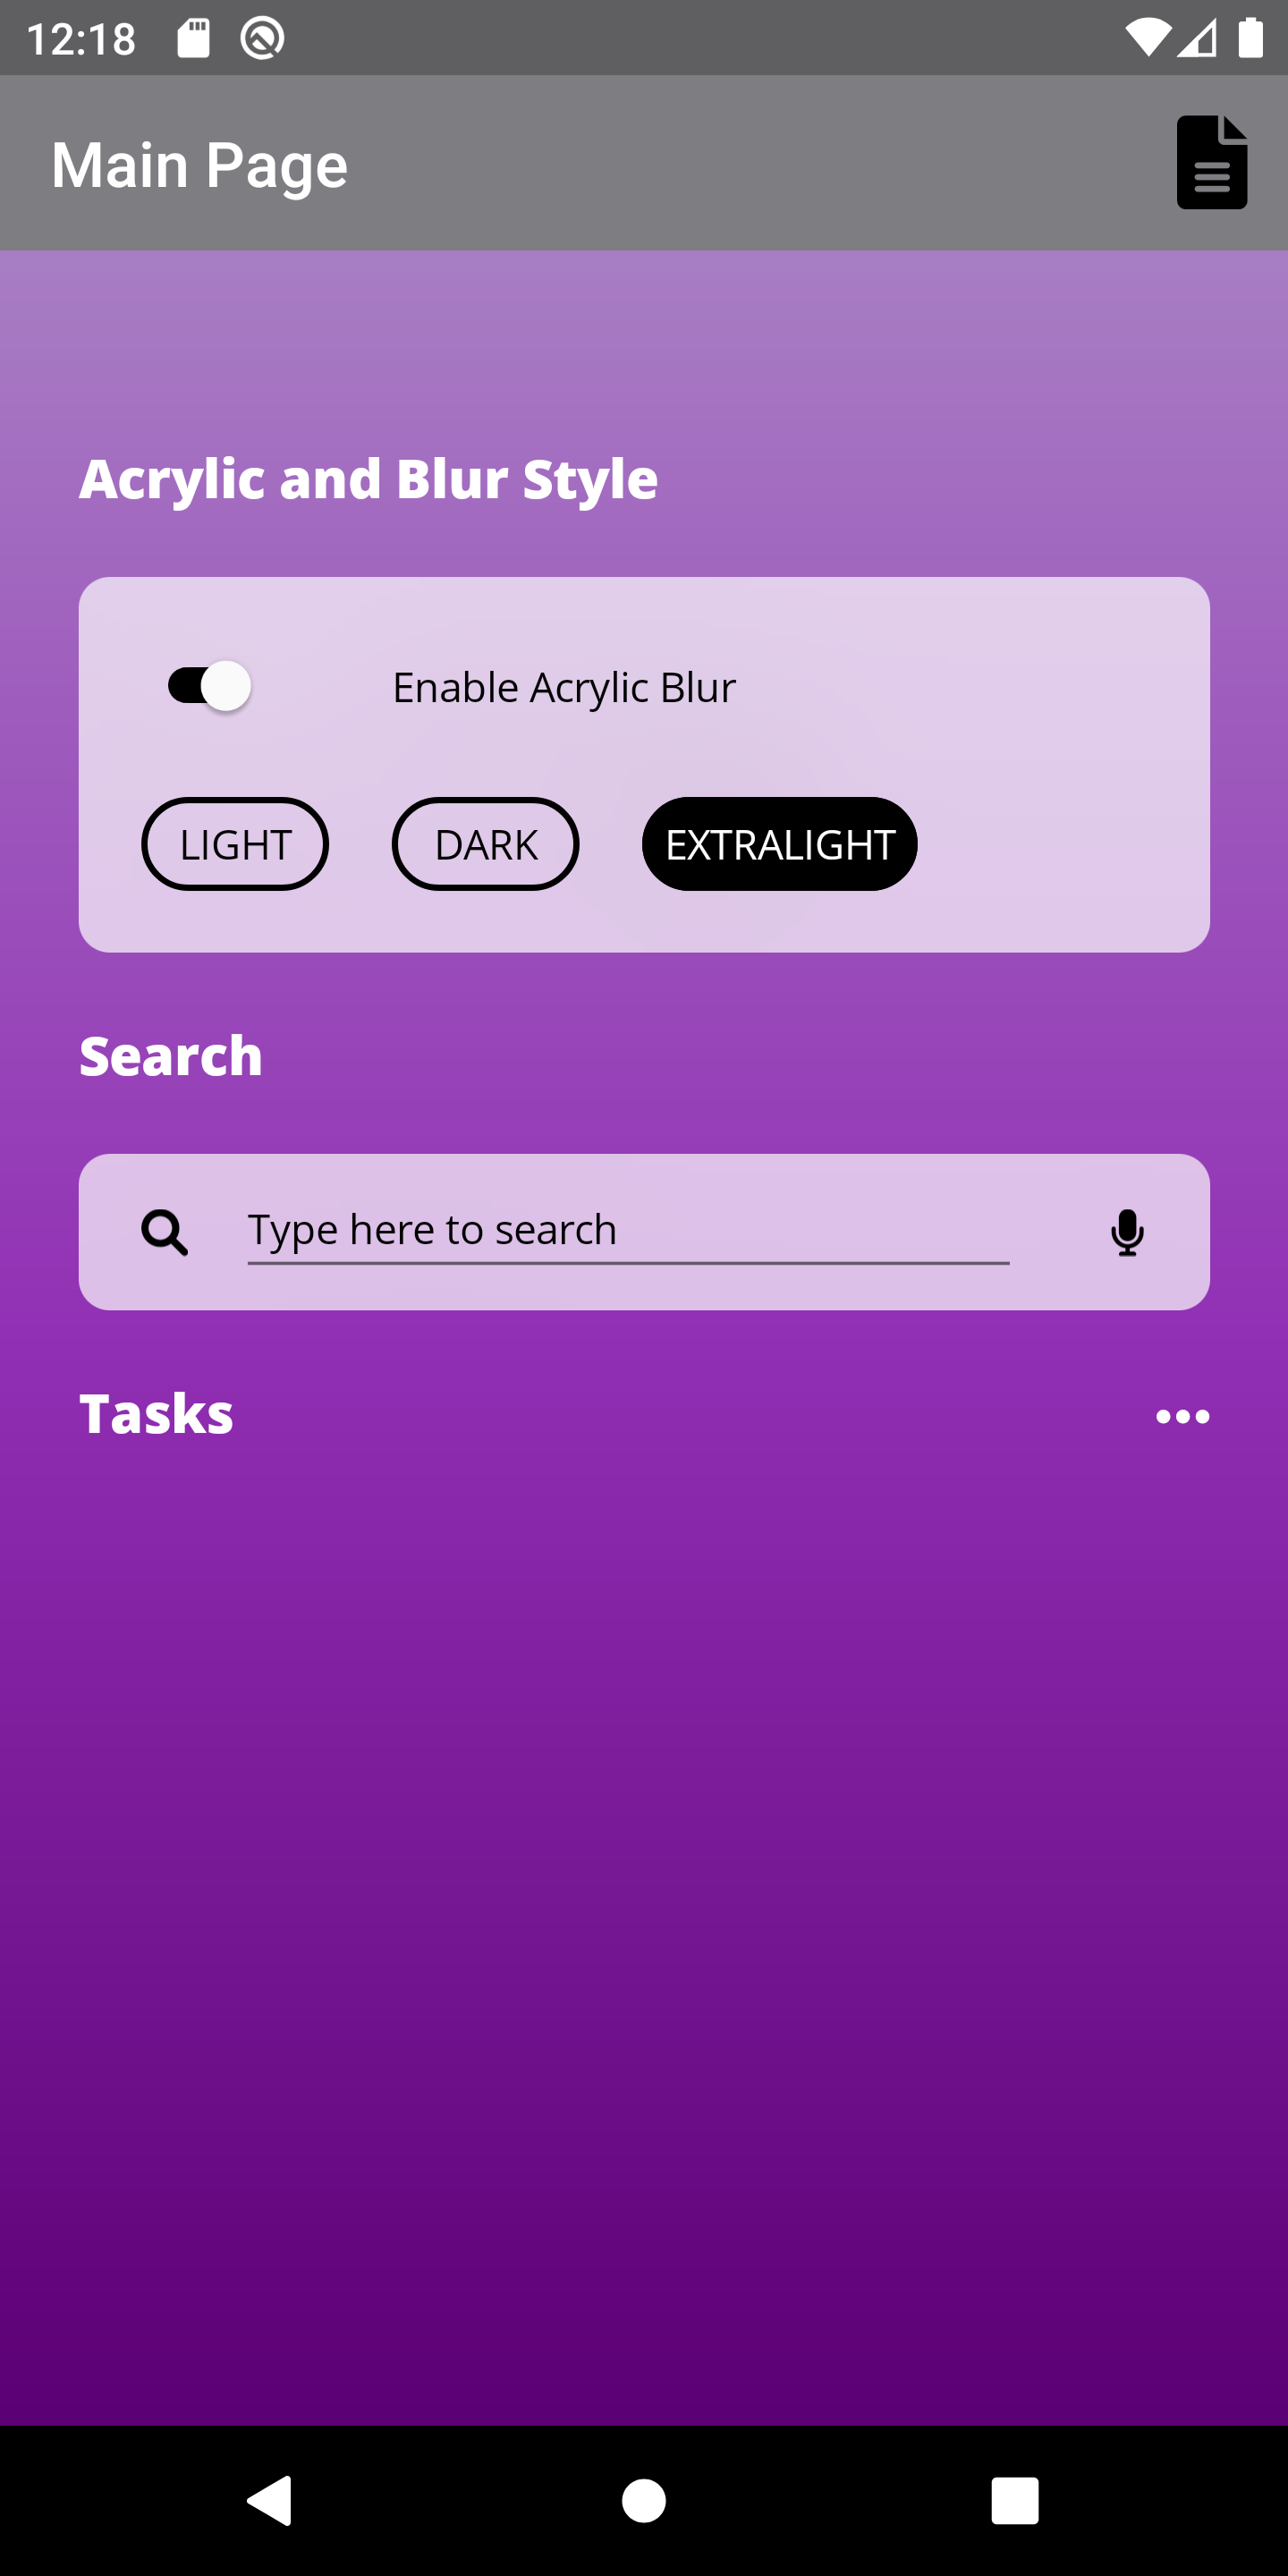 12:18
Main Page
Acrylic and Blur Style
Enable Acrylic Blur
LIGHT DARK EXTRALIGHT
Search
Type here to search
Tasks